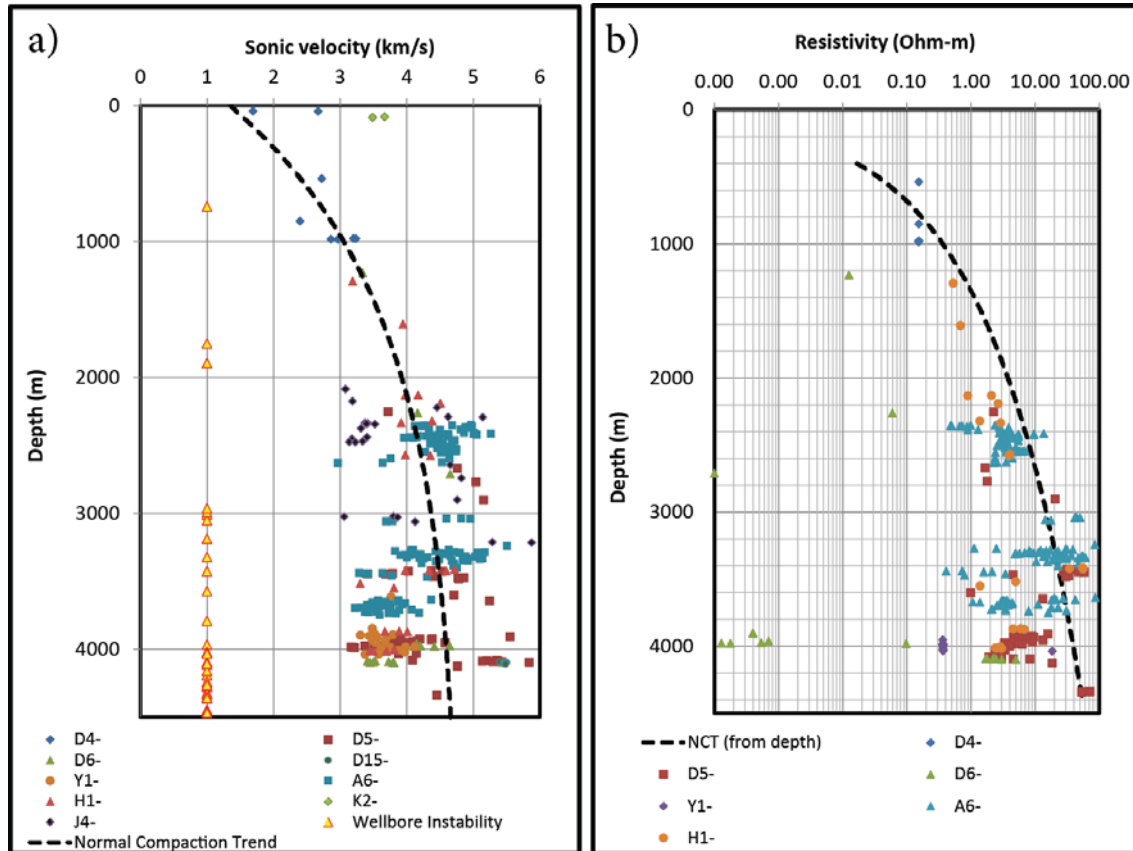 a)
Sonic velocity (km/s)
0 1 2 3 4 5 6
0
1000
2000
3000
4000
Depth (m)
D4- D5-
D6- D15-
Y1- A6-
H1- K2-
J4- Wellbore Instability
Normal Compaction Trend
b)
Resistivity (Ohm-m)
0.00 0.00 0.01 0.10 1.00 10.00 100.00
0
1000
2000
3000
4000
Depth (m)
NCT (from depth) D4-
D5- D6-
Y1- A6-
H1-